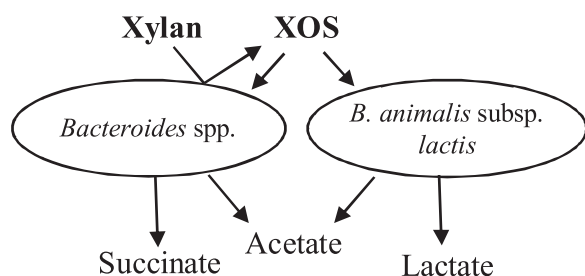 Xylan XOS
Bacteroides spp.
B. animalis subsp.
lactis
Succinate
Acetate
Lactate